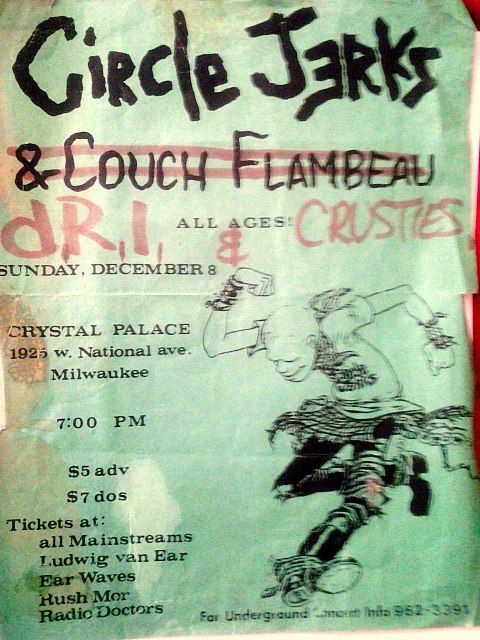 Circle Jerks
& Couch Flambeau
d.R.I. ALL AGES! & CRUSTIES.
SUNDAY, DECEMBER 8
CRYSTAL PALACE
1925 w. National ave.
Milwaukee
7:00 PM
$5 adv
$7 dos
Tickets at:
all Mainstreams
Ludwig van Ear
Ear Waves
Rush Mor
Radio Doctors
For Underground Info 962-3391